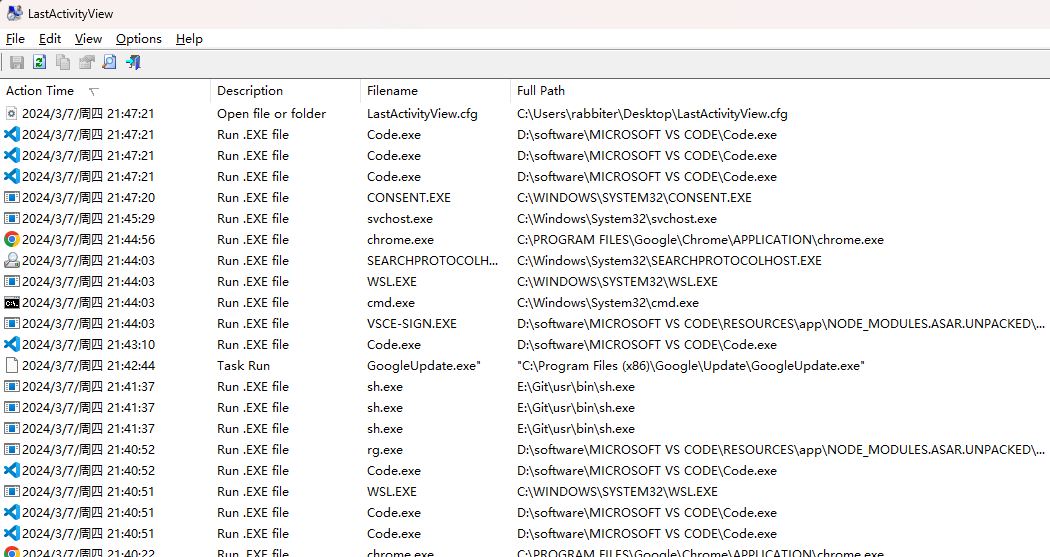 LastActivityView
File Edit View Options Help
Action Time Description Filename Full Path
2024/3/7/周四 21:47:21 Open file or folder LastActivityView.cfg C:\Users\rabbiter\Desktop\LastActivityView.cfg
2024/3/7/周四 21:47:21 Run .EXE file Code.exe D:\software\MICROSOFT VS CODE\Code.exe
2024/3/7/周四 21:47:21 Run .EXE file Code.exe D:\software\MICROSOFT VS CODE\Code.exe
2024/3/7/周四 21:47:21 Run .EXE file Code.exe D:\software\MICROSOFT VS CODE\Code.exe
2024/3/7/周四 21:47:20 Run .EXE file CONSENT.EXE C:\WINDOWS\SYSTEM32\CONSENT.EXE
2024/3/7/周四 21:45:29 Run .EXE file svchost.exe C:\Windows\System32\svchost.exe
2024/3/7/周四 21:44:56 Run .EXE file chrome.exe C:\PROGRAM FILES\Google\Chrome\APPLICATION\chrome.exe
2024/3/7/周四 21:44:03 Run .EXE file SEARCHPROTOCOLH... C:\Windows\System32\SEARCHPROTOCOLHOST.EXE
2024/3/7/周四 21:44:03 Run .EXE file WSL.EXE C:\WINDOWS\SYSTEM32\WSL.EXE
2024/3/7/周四 21:44:03 Run .EXE file cmd.exe C:\Windows\System32\cmd.exe
2024/3/7/周四 21:44:03 Run .EXE file VSCE-SIGN.EXE D:\software\MICROSOFT VS CODE\RESOURCES\app\NODE_MODULES.ASAR.UNPACKED\...
2024/3/7/周四 21:43:10 Run .EXE file Code.exe D:\software\MICROSOFT VS CODE\Code.exe
2024/3/7/周四 21:42:44 Task Run GoogleUpdate.exe" "C:\Program Files (x86)\Google\Update\GoogleUpdate.exe"
2024/3/7/周四 21:41:37 Run .EXE file sh.exe E:\Git\usr\bin\sh.exe
2024/3/7/周四 21:41:37 Run .EXE file sh.exe E:\Git\usr\bin\sh.exe
2024/3/7/周四 21:41:37 Run .EXE file sh.exe E:\Git\usr\bin\sh.exe
2024/3/7/周四 21:40:52 Run .EXE file rg.exe D:\software\MICROSOFT VS CODE\RESOURCES\app\NODE_MODULES.ASAR.UNPACKED\...
2024/3/7/周四 21:40:52 Run .EXE file Code.exe D:\software\MICROSOFT VS CODE\Code.exe
2024/3/7/周四 21:40:51 Run .EXE file WSL.EXE C:\WINDOWS\SYSTEM32\WSL.EXE
2024/3/7/周四 21:40:51 Run .EXE file Code.exe D:\software\MICROSOFT VS CODE\Code.exe
2024/3/7/周四 21:40:51 Run .EXE file Code.exe D:\software\MICROSOFT VS CODE\Code.exe
2024/3/7/周四 21:40:22 Run .EXE file chrome.exe C:\PROGRAM FILES\Google\Chrome\APPLICATION\chrome.exe